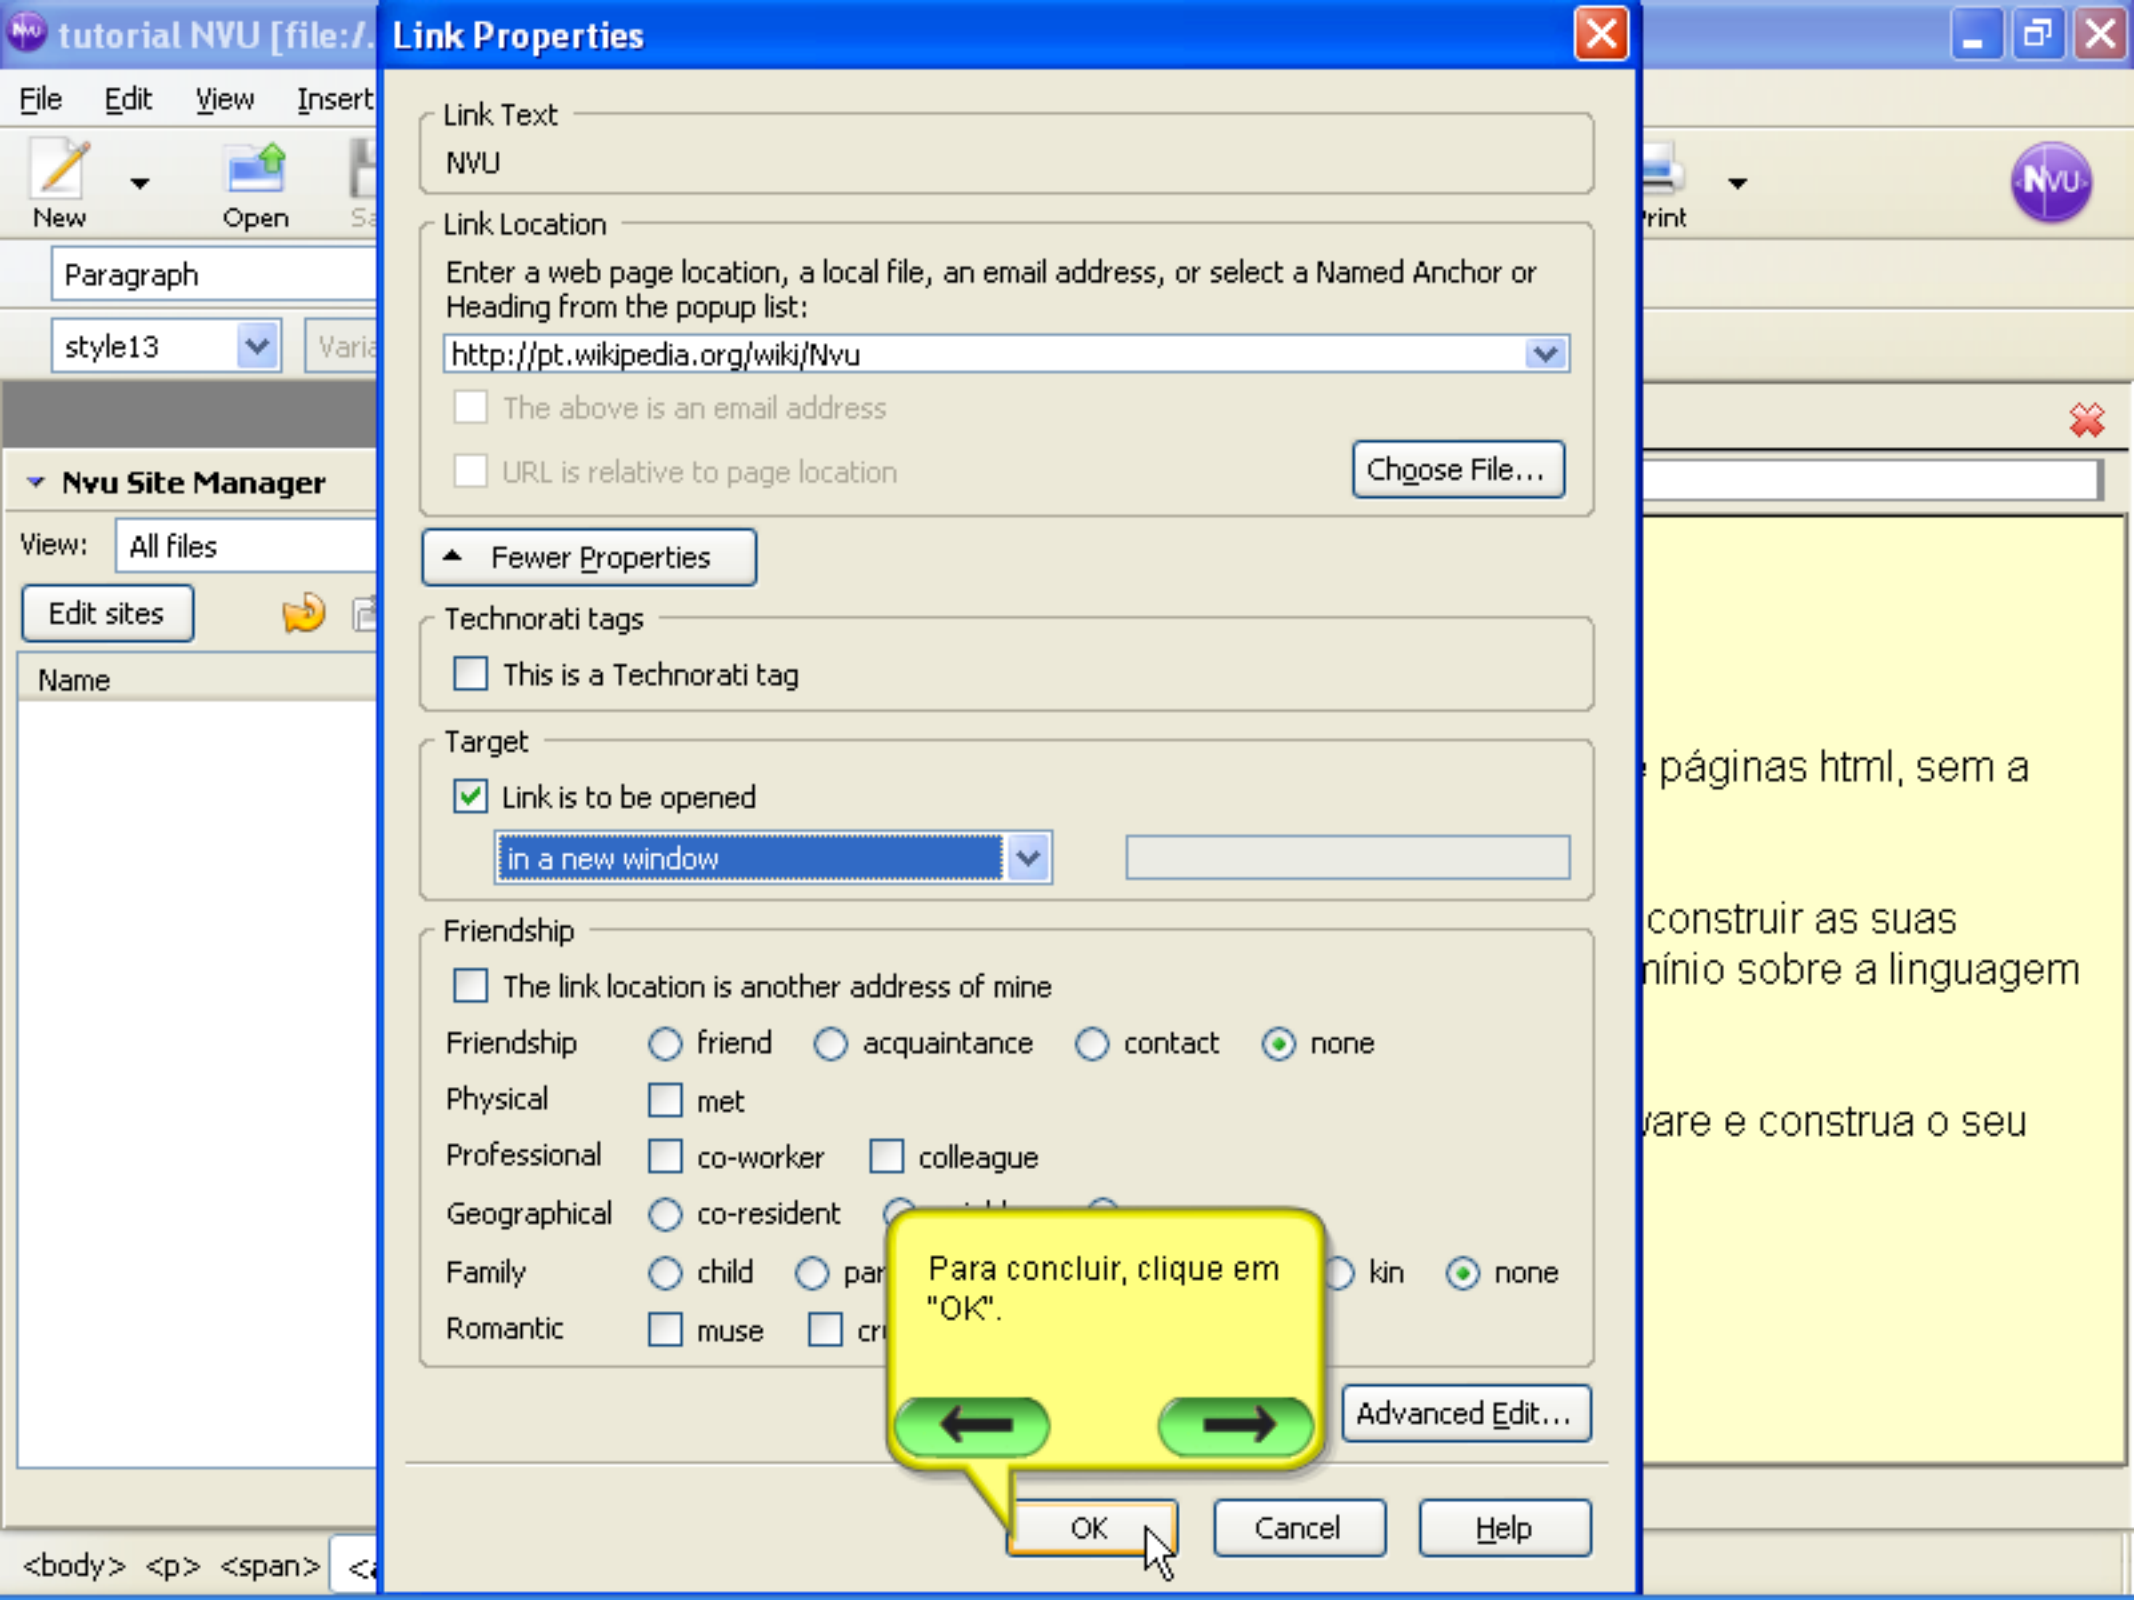 tutorial NVU [file:/.
Link Properties
File Edit View Insert
New Open
NVU
Paragraph
style13
Nvu Site Manager
View: All files
Edit sites
Name
Link Text
NVU
Link Location
Enter a web page location, a local file, an email address, or select a Named Anchor or
Heading from the popup list:
http://pt.wikipedia.org/wiki/Nvu
The above is an email address
URL is relative to page location
Choose File...
Fewer Properties
Technorati tags
This is a Technorati tag
Target
Link is to be opened
in a new window
Friendship
The link location is another address of mine
Friendship friend acquaintance contact none
Physical met
Professional co-worker colleague
Geographical co-resident
Family child kin none
Romantic muse
Para concluir, clique em
"OK".
Advanced Edit...
OK Cancel Help
páginas html, sem a
construir as suas
sobre a linguagem
e construa o seu
<body> <p> <span>